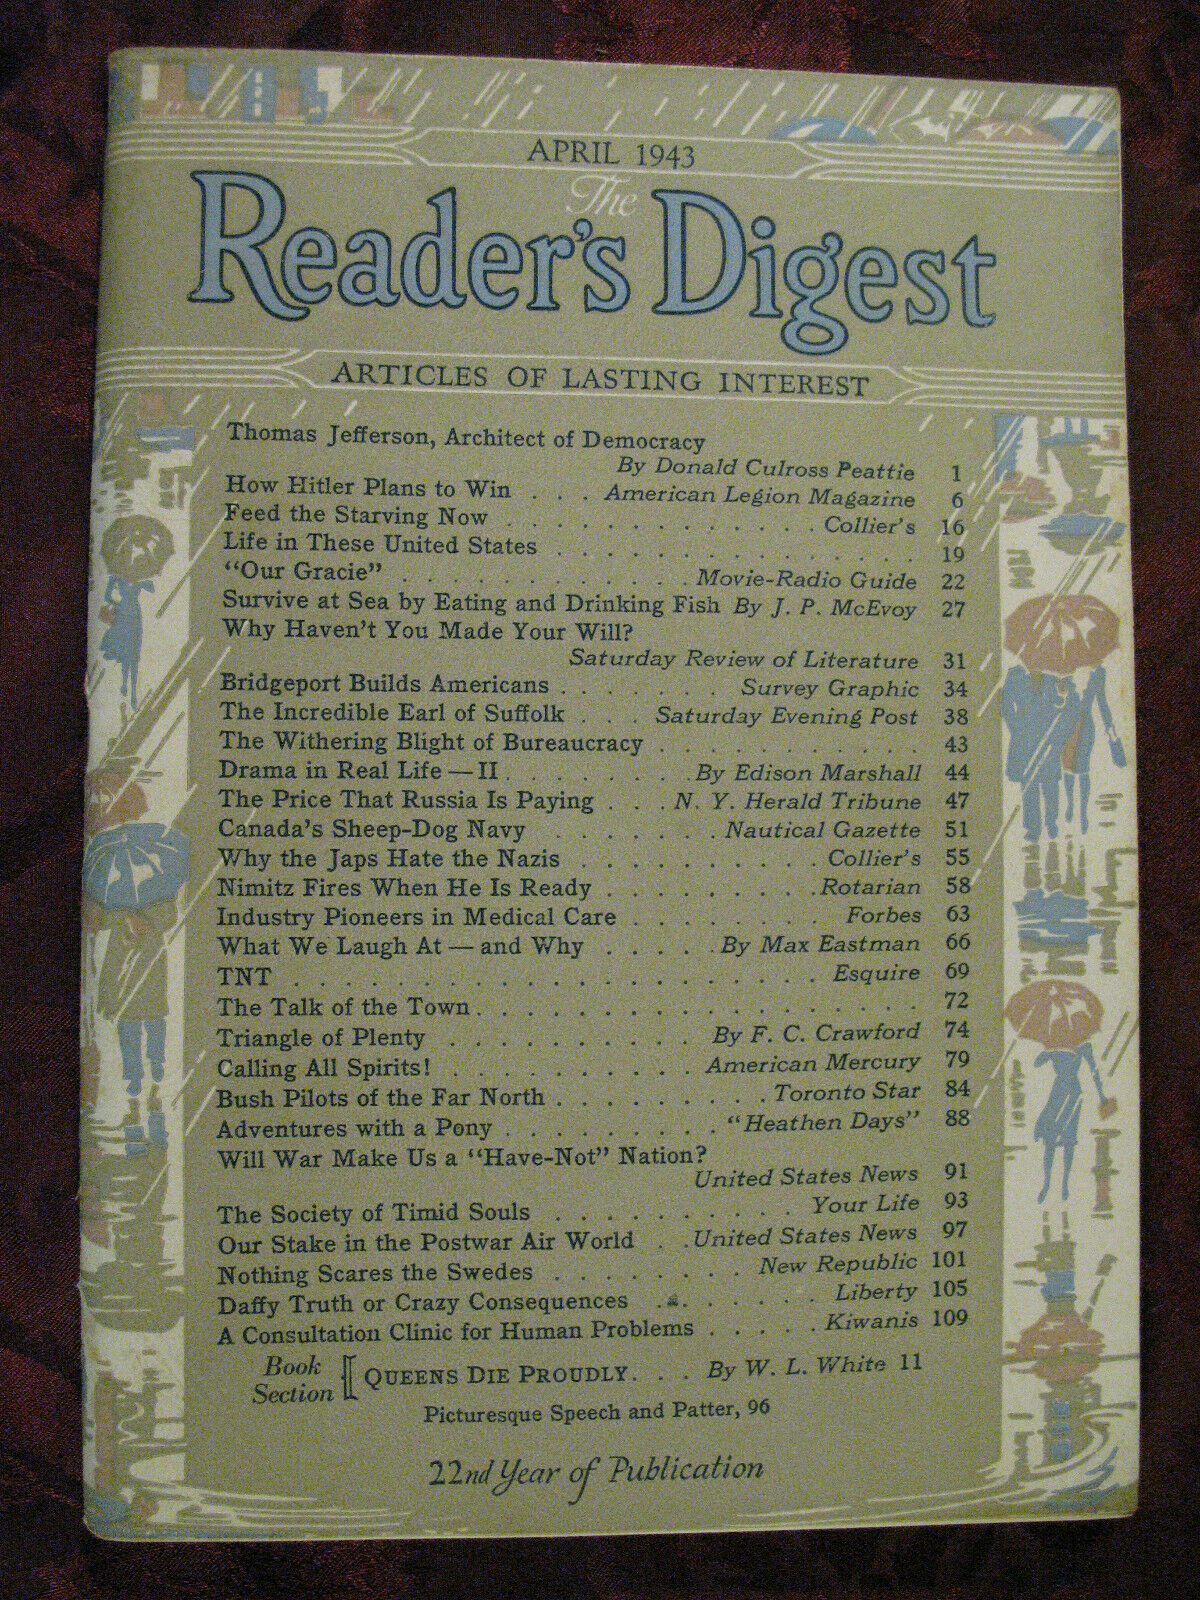 APRIL 1943
The
Reader's Digest
ARTICLES OF LASTING INTEREST
Thomas Jefferson, Architect of Democracy
By Donald Culross Peattie 1
How Hitler Plans to Win . . . American Legion Magazine 6
Feed the Starving Now . . . . . . . . . . . . . Collier's 16
Life in These United States . . . . . . . . . . . . . . 19
"Our Gracie" . . . . . . . . . . . . . Movie-Radio Guide 22
Survive at Sea by Eating and Drinking Fish By J. P. McEvoy 27
Why Haven't You Made Your Will?
Saturday Review of Literature 31
Bridgeport Builds Americans . . . . . . . Survey Graphic 34
The Incredible Earl of Suffolk . . . Saturday Evening Post 38
The Withering Blight of Bureaucracy . . . . . . . . . . . 43
Drama in Real Life — II . . . . . . . . By Edison Marshall 44
The Price That Russia Is Paying . . . N. Y. Herald Tribune 47
Canada's Sheep-Dog Navy . . . . . . . Nautical Gazette 51
Why the Japs Hate the Nazis . . . . . . . . . . Collier's 55
Nimitz Fires When He Is Ready . . . . . . . . . Rotarian 58
Industry Pioneers in Medical Care . . . . . . . . Forbes 63
What We Laugh At — and Why . . . . . By Max Eastman 66
TNT . . . . . . . . . . . . . . . . . . . . . Esquire 69
The Talk of the Town . . . . . . . . . . . . . . . . . 72
Triangle of Plenty . . . . . . . . . . . By F. C. Crawford 74
Calling All Spirits! . . . . . . . . . . American Mercury 79
Bush Pilots of the Far North . . . . . . . . . Toronto Star 84
Adventures with a Pony . . . . . . . . . "Heathen Days" 88
Will War Make Us a "Have-Not" Nation?
United States News 91
The Society of Timid Souls . . . . . . . . . . . Your Life 93
Our Stake in the Postwar Air World . . United States News 97
Nothing Scares the Swedes . . . . . . . . New Republic 101
Daffy Truth or Crazy Consequences . . . . . . . Liberty 105
A Consultation Clinic for Human Problems . . . . . Kiwanis 109
Book Section QUEENS DIE PROUDLY . . . By W. L. White 11
Picturesque Speech and Patter, 96
22nd Year of Publication